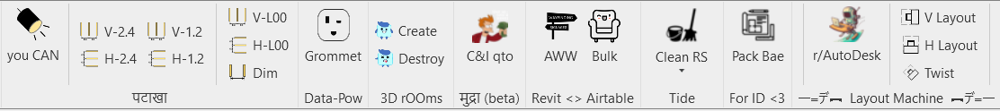 you CAN
V-2.4
V-1.2
H-2.4
H-1.2
V-L00
H-L00
Dim
पटाखा
Grommet
Data-Pow
Create
Destroy
3D rOOms
C&I qto
मुद्रा (beta)
WAYFINDING
SIGNAGE
AWW
Bulk
Revit <> Airtable
Clean RS
Tide
Pack Bae
For ID <3
r/AutoDesk
V Layout
H Layout
Twist
︻╦デ╤━ Layout Machine ━╤デ╦︻